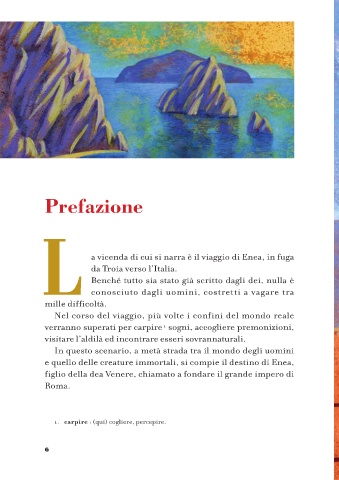 Prefazione
La vicenda di cui si narra è il viaggio di Enea, in fuga
da Troia verso l'Italia.
Benché tutto sia stato già scritto dagli dei, nulla è
conosciuto dagli uomini, costretti a vagare tra
mille difficoltà.
Nel corso del viaggio, più volte i confini del mondo reale
verranno superati per carpire¹ sogni, accogliere premonizioni,
visitare l'aldilà ed incontrare esseri sovrannaturali.
In questo scenario, a metà strada tra il mondo degli uomini
e quello delle creature immortali, si compie il destino di Enea,
figlio della dea Venere, chiamato a fondare il grande impero di
Roma.
1. carpire : (qui) cogliere, percepire.
6